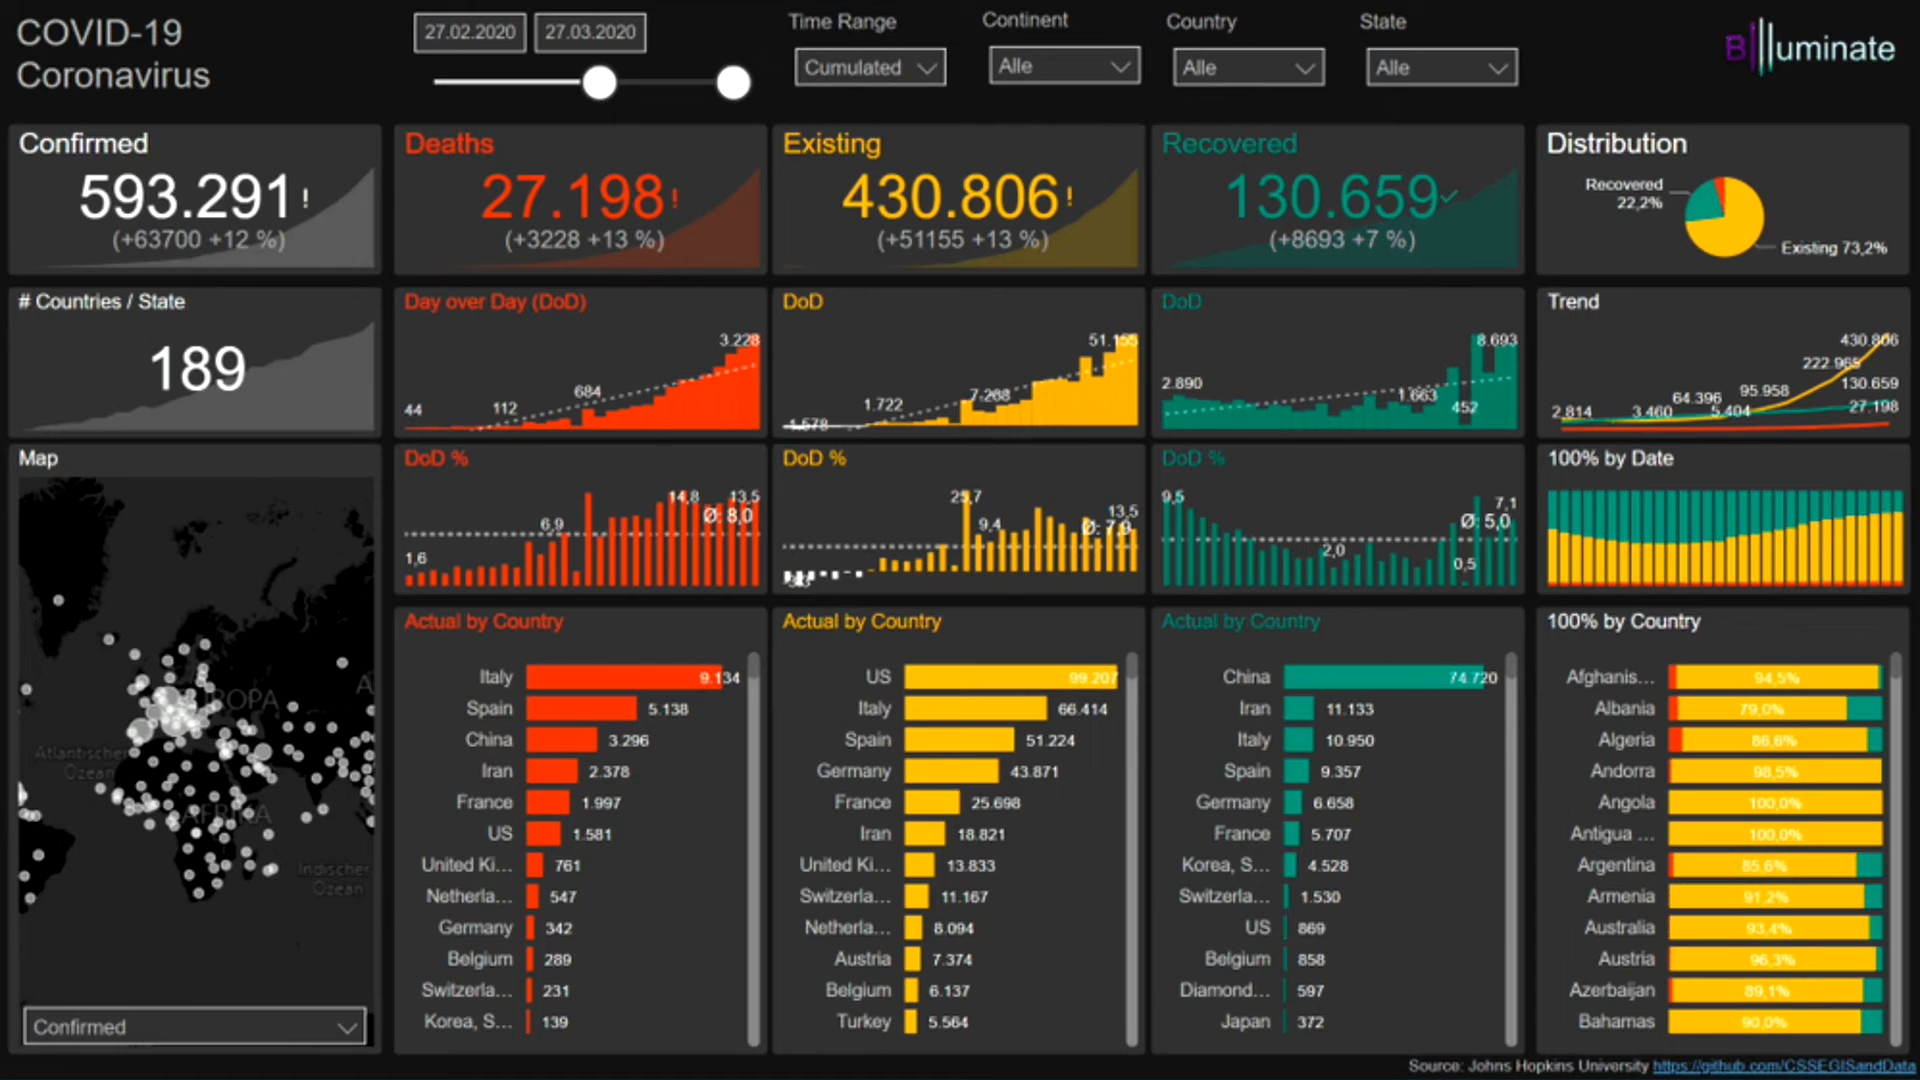 COVID-19
Coronavirus
27.02.2020
27.03.2020
Time Range
Cumulated
Continent
Alle
Country
Alle
State
Alle
BIlluminate
Confirmed
593.291 !
(+63700 +12 %)
Deaths
27.198 !
(+3228 +13 %)
Existing
430.806 !
(+51155 +13 %)
Recovered
130.659
(+8693 +7 %)
Distribution
Recovered
22,2%
Existing 73,2%
# Countries / State
189
Day over Day (DoD)
44
112
684
3.228
DoD
-1.578
1.722
7.268
51.155
DoD
2.890
1.663
452
8.693
Trend
2.814
3.460
64.396
5.404
95.958
222.965
430.806
130.659
27.198
Map
EUROPA
Atlantischer
Ozean
AFRIKA
A
Indischer
Ozean
Confirmed
DoD %
1,6
6,9
14,8
13,5
Ø: 8,0
DoD %
25,7
9,4
13,5
Ø: 7,9
DoD %
9,5
2,0
0,5
7,1
Ø: 5,0
100% by Date
Actual by Country
Italy 9.134
Spain 5.138
China 3.296
Iran 2.378
France 1.997
US 1.581
United Ki... 761
Netherla... 547
Germany 342
Belgium 289
Switzerla... 231
Korea, S... 139
Actual by Country
US 99.207
Italy 66.414
Spain 51.224
Germany 43.871
France 25.698
Iran 18.821
United Ki... 13.833
Switzerla... 11.167
Netherla... 8.094
Austria 7.374
Belgium 6.137
Turkey 5.564
Actual by Country
China 74.720
Iran 11.133
Italy 10.950
Spain 9.357
Germany 6.658
France 5.707
Korea, S... 4.528
Switzerla... 1.530
US 869
Belgium 858
Diamond... 597
Japan 372
100% by Country
Afghanis... 94,5%
Albania 79,0%
Algeria 86,6%
Andorra 98,5%
Angola 100,0%
Antigua ... 100,0%
Argentina 85,6%
Armenia 91,2%
Australia 93,4%
Austria 96,3%
Azerbaijan 89,1%
Bahamas 90,0%
Source: Johns Hopkins University https://github.com/CSSEGISandData